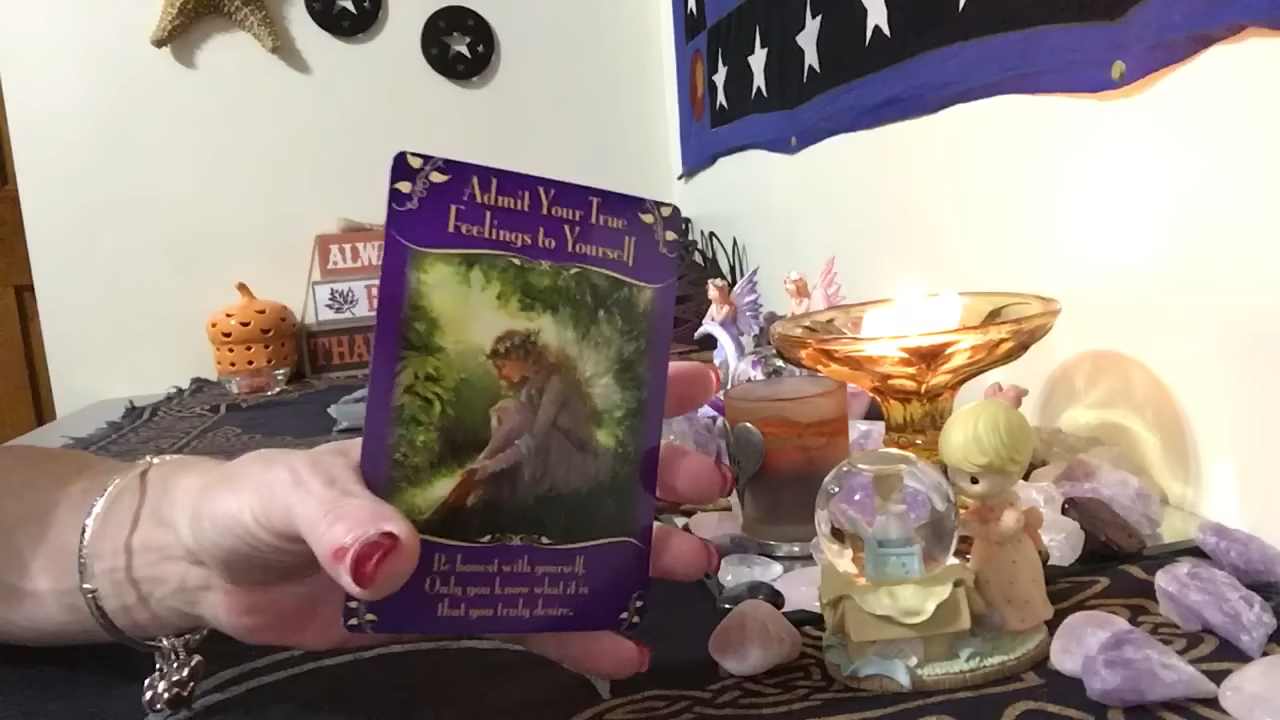 Admit Your True
Feelings to Yourself
ALW
THA
Be honest with yourself.
Only you know what it is
that you truly desire.